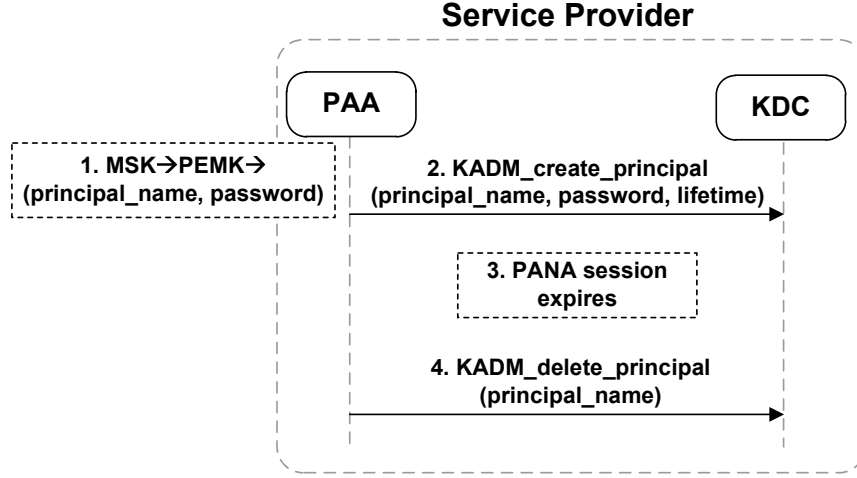 Service Provider
PAA
KDC
1. MSK→PEMK→
(principal_name, password)
2. KADM_create_principal
(principal_name, password, lifetime)
3. PANA session
expires
4. KADM_delete_principal
(principal_name)